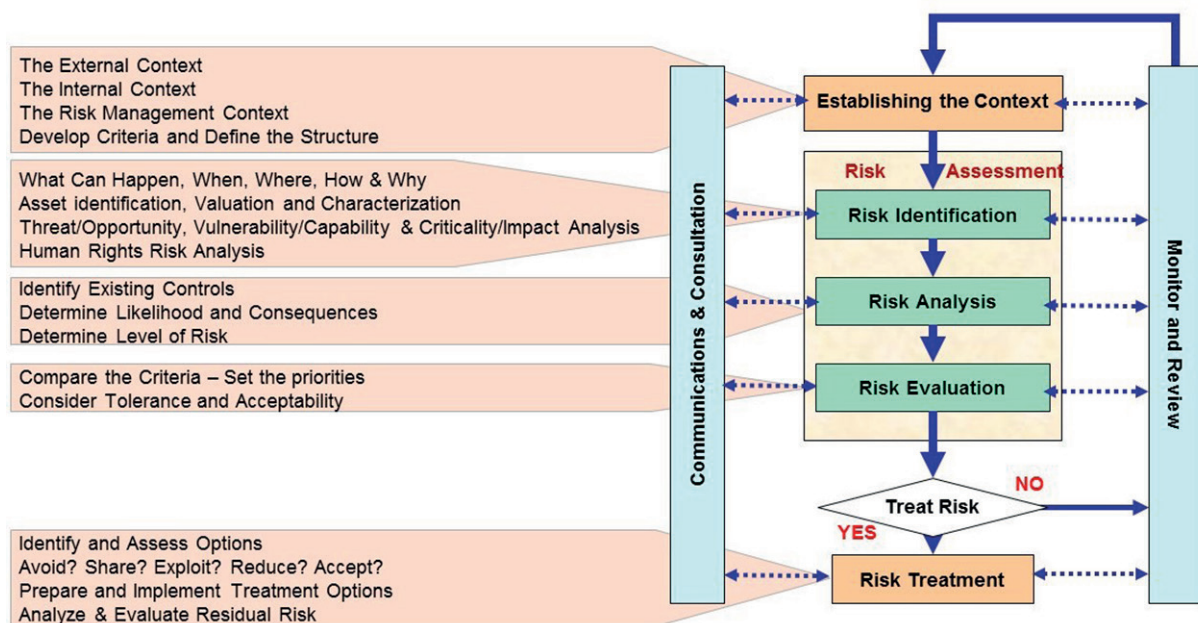 The External Context
The Internal Context
The Risk Management Context
Develop Criteria and Define the Structure
What Can Happen, When, Where, How & Why
Asset identification, Valuation and Characterization
Threat/Opportunity, Vulnerability/Capability & Criticality/Impact Analysis
Human Rights Risk Analysis
Identify Existing Controls
Determine Likelihood and Consequences
Determine Level of Risk
Compare the Criteria – Set the priorities
Consider Tolerance and Acceptability
Identify and Assess Options
Avoid? Share? Exploit? Reduce? Accept?
Prepare and Implement Treatment Options
Analyze & Evaluate Residual Risk
Communications & Consultation
Establishing the Context
Risk Assessment
Risk Identification
Risk Analysis
Risk Evaluation
Treat Risk
NO
YES
Risk Treatment
Monitor and Review